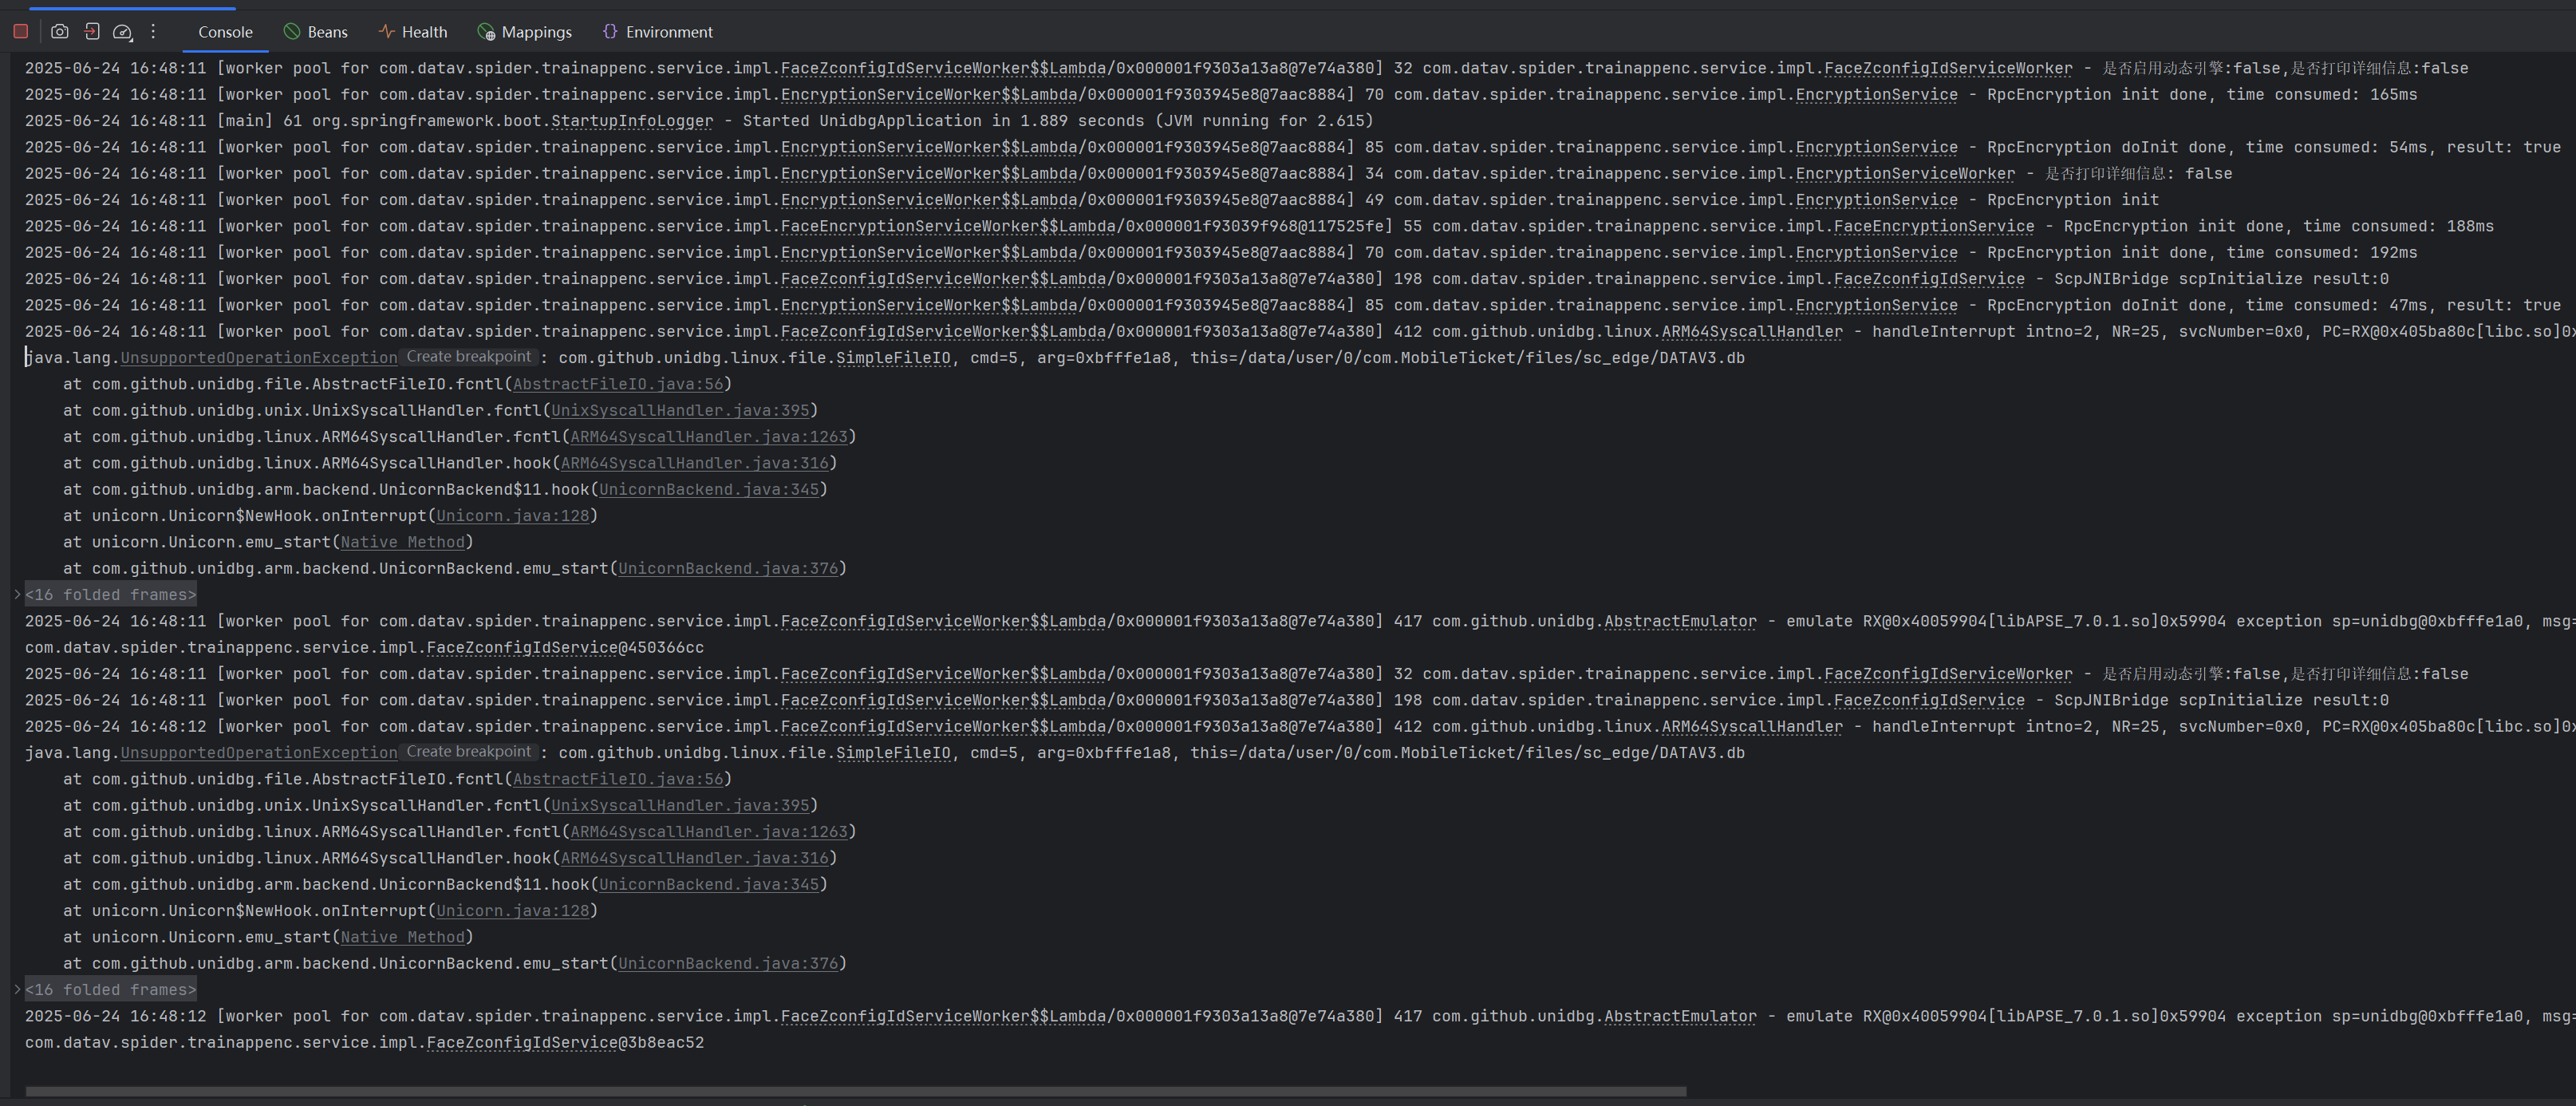 Console Beans Health Mappings Environment
2025-06-24 16:48:11 [worker pool for com.datav.spider.trainappenc.service.impl.FaceZconfigIdServiceWorker$$Lambda/0x000001f9303a13a8@7e74a380] 32 com.datav.spider.trainappenc.service.impl.FaceZconfigIdServiceWorker - 是否启用动态引擎:false,是否打印详细信息:false
2025-06-24 16:48:11 [worker pool for com.datav.spider.trainappenc.service.impl.EncryptionServiceWorker$$Lambda/0x000001f9303945e8@7aac8884] 70 com.datav.spider.trainappenc.service.impl.EncryptionService - RpcEncryption init done, time consumed: 165ms
2025-06-24 16:48:11 [main] 61 org.springframework.boot.StartupInfoLogger - Started UnidbgApplication in 1.889 seconds (JVM running for 2.615)
2025-06-24 16:48:11 [worker pool for com.datav.spider.trainappenc.service.impl.EncryptionServiceWorker$$Lambda/0x000001f9303945e8@7aac8884] 85 com.datav.spider.trainappenc.service.impl.EncryptionService - RpcEncryption doInit done, time consumed: 54ms, result: true
2025-06-24 16:48:11 [worker pool for com.datav.spider.trainappenc.service.impl.EncryptionServiceWorker$$Lambda/0x000001f9303945e8@7aac8884] 34 com.datav.spider.trainappenc.service.impl.EncryptionServiceWorker - 是否打印详细信息: false
2025-06-24 16:48:11 [worker pool for com.datav.spider.trainappenc.service.impl.EncryptionServiceWorker$$Lambda/0x000001f9303945e8@7aac8884] 49 com.datav.spider.trainappenc.service.impl.EncryptionService - RpcEncryption init
2025-06-24 16:48:11 [worker pool for com.datav.spider.trainappenc.service.impl.FaceEncryptionServiceWorker$$Lambda/0x000001f93039f968@117525fe] 55 com.datav.spider.trainappenc.service.impl.FaceEncryptionService - RpcEncryption init done, time consumed: 188ms
2025-06-24 16:48:11 [worker pool for com.datav.spider.trainappenc.service.impl.EncryptionServiceWorker$$Lambda/0x000001f9303945e8@7aac8884] 70 com.datav.spider.trainappenc.service.impl.EncryptionService - RpcEncryption init done, time consumed: 192ms
2025-06-24 16:48:11 [worker pool for com.datav.spider.trainappenc.service.impl.FaceZconfigIdServiceWorker$$Lambda/0x000001f9303a13a8@7e74a380] 198 com.datav.spider.trainappenc.service.impl.FaceZconfigIdService - ScpJNIBridge scpInitialize result:0
2025-06-24 16:48:11 [worker pool for com.datav.spider.trainappenc.service.impl.EncryptionServiceWorker$$Lambda/0x000001f9303945e8@7aac8884] 85 com.datav.spider.trainappenc.service.impl.EncryptionService - RpcEncryption doInit done, time consumed: 47ms, result: true
2025-06-24 16:48:11 [worker pool for com.datav.spider.trainappenc.service.impl.FaceZconfigIdServiceWorker$$Lambda/0x000001f9303a13a8@7e74a380] 412 com.github.unidbg.linux.ARM64SyscallHandler - handleInterrupt intno=2, NR=25, svcNumber=0x0, PC=RX@0x405ba80c[libc.so]0x
java.lang.UnsupportedOperationException Create breakpoint : com.github.unidbg.linux.file.SimpleFileIO, cmd=5, arg=0xbfffe1a8, this=/data/user/0/com.MobileTicket/files/sc_edge/DATAV3.db
at com.github.unidbg.file.AbstractFileIO.fcntl(AbstractFileIO.java:56)
at com.github.unidbg.unix.UnixSyscallHandler.fcntl(UnixSyscallHandler.java:395)
at com.github.unidbg.linux.ARM64SyscallHandler.fcntl(ARM64SyscallHandler.java:1263)
at com.github.unidbg.linux.ARM64SyscallHandler.hook(ARM64SyscallHandler.java:316)
at com.github.unidbg.arm.backend.UnicornBackend$11.hook(UnicornBackend.java:345)
at unicorn.Unicorn$NewHook.onInterrupt(Unicorn.java:128)
at unicorn.Unicorn.emu_start(Native Method)
at com.github.unidbg.arm.backend.UnicornBackend.emu_start(UnicornBackend.java:376)
<16 folded frames>
2025-06-24 16:48:11 [worker pool for com.datav.spider.trainappenc.service.impl.FaceZconfigIdServiceWorker$$Lambda/0x000001f9303a13a8@7e74a380] 417 com.github.unidbg.AbstractEmulator - emulate RX@0x40059904[libAPSE_7.0.1.so]0x59904 exception sp=unidbg@0xbfffe1a0, msg=
com.datav.spider.trainappenc.service.impl.FaceZconfigIdService@450366cc
2025-06-24 16:48:11 [worker pool for com.datav.spider.trainappenc.service.impl.FaceZconfigIdServiceWorker$$Lambda/0x000001f9303a13a8@7e74a380] 32 com.datav.spider.trainappenc.service.impl.FaceZconfigIdServiceWorker - 是否启用动态引擎:false,是否打印详细信息:false
2025-06-24 16:48:11 [worker pool for com.datav.spider.trainappenc.service.impl.FaceZconfigIdServiceWorker$$Lambda/0x000001f9303a13a8@7e74a380] 198 com.datav.spider.trainappenc.service.impl.FaceZconfigIdService - ScpJNIBridge scpInitialize result:0
2025-06-24 16:48:12 [worker pool for com.datav.spider.trainappenc.service.impl.FaceZconfigIdServiceWorker$$Lambda/0x000001f9303a13a8@7e74a380] 412 com.github.unidbg.linux.ARM64SyscallHandler - handleInterrupt intno=2, NR=25, svcNumber=0x0, PC=RX@0x405ba80c[libc.so]0x
java.lang.UnsupportedOperationException Create breakpoint : com.github.unidbg.linux.file.SimpleFileIO, cmd=5, arg=0xbfffe1a8, this=/data/user/0/com.MobileTicket/files/sc_edge/DATAV3.db
at com.github.unidbg.file.AbstractFileIO.fcntl(AbstractFileIO.java:56)
at com.github.unidbg.unix.UnixSyscallHandler.fcntl(UnixSyscallHandler.java:395)
at com.github.unidbg.linux.ARM64SyscallHandler.fcntl(ARM64SyscallHandler.java:1263)
at com.github.unidbg.linux.ARM64SyscallHandler.hook(ARM64SyscallHandler.java:316)
at com.github.unidbg.arm.backend.UnicornBackend$11.hook(UnicornBackend.java:345)
at unicorn.Unicorn$NewHook.onInterrupt(Unicorn.java:128)
at unicorn.Unicorn.emu_start(Native Method)
at com.github.unidbg.arm.backend.UnicornBackend.emu_start(UnicornBackend.java:376)
<16 folded frames>
2025-06-24 16:48:12 [worker pool for com.datav.spider.trainappenc.service.impl.FaceZconfigIdServiceWorker$$Lambda/0x000001f9303a13a8@7e74a380] 417 com.github.unidbg.AbstractEmulator - emulate RX@0x40059904[libAPSE_7.0.1.so]0x59904 exception sp=unidbg@0xbfffe1a0, msg=
com.datav.spider.trainappenc.service.impl.FaceZconfigIdService@3b8eac52